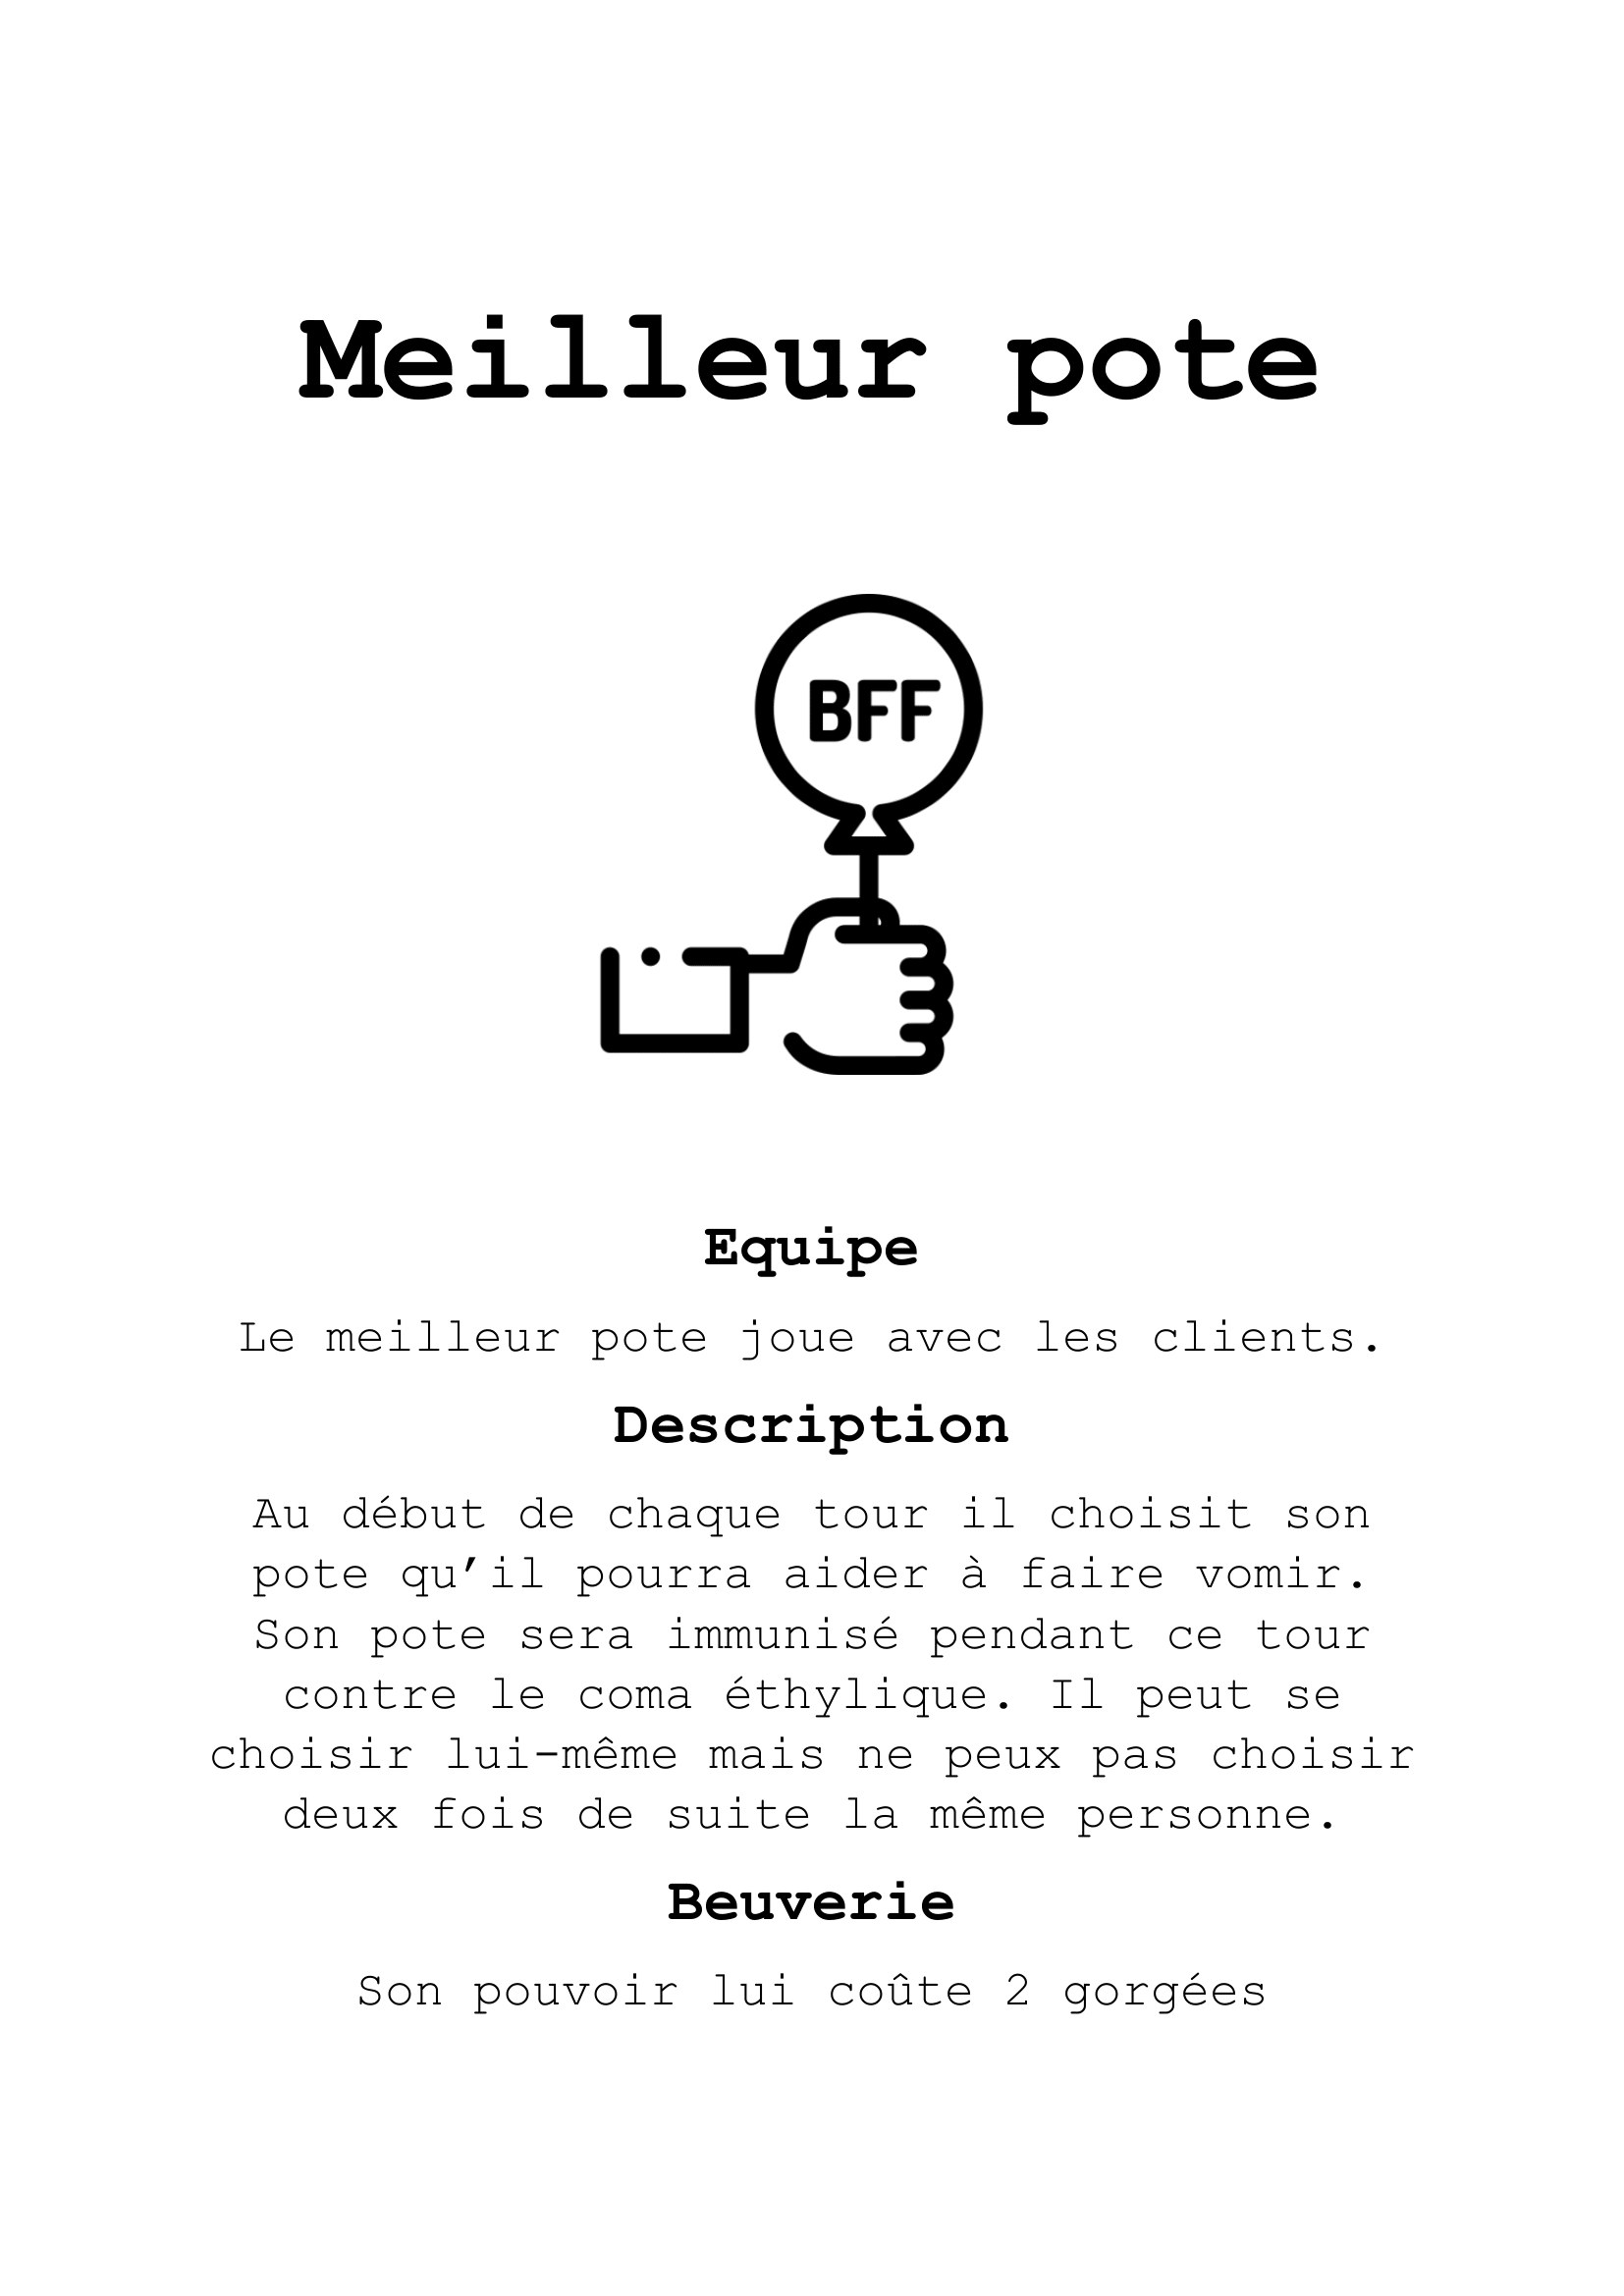 Meilleur pote
BFF
Equipe
Le meilleur pote joue avec les clients.
Description
Au début de chaque tour il choisit son
pote qu’il pourra aider à faire vomir.
Son pote sera immunisé pendant ce tour
contre le coma éthylique. Il peut se
choisir lui-même mais ne peux pas choisir
deux fois de suite la même personne.
Beuverie
Son pouvoir lui coûte 2 gorgées